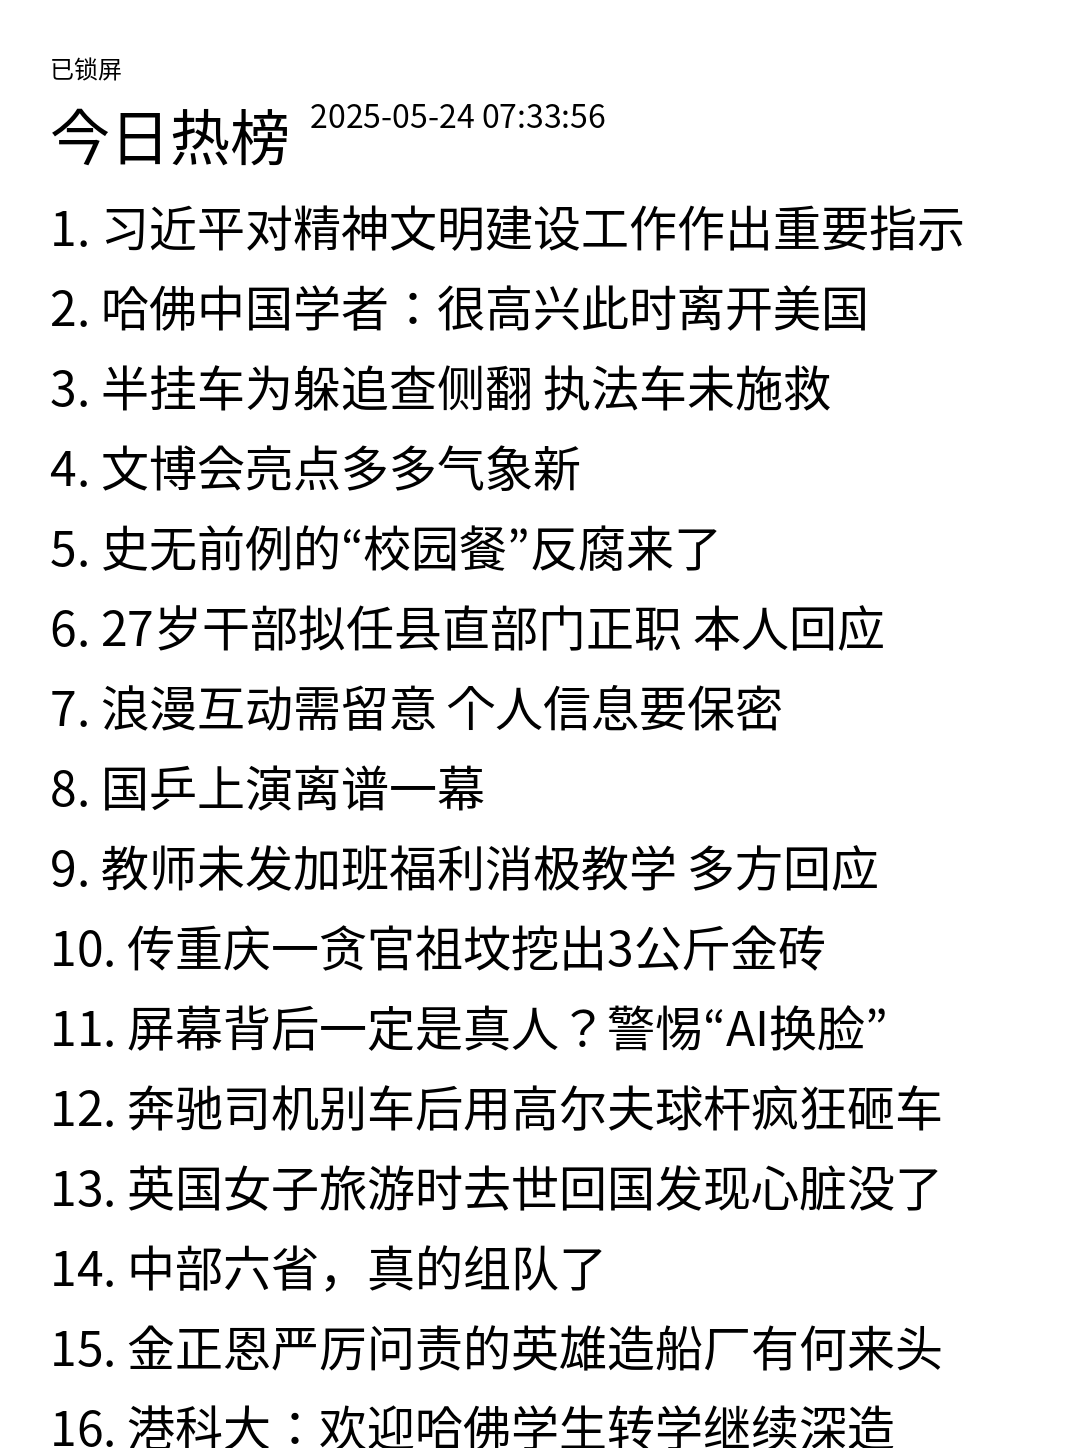 已锁屏
今日热榜 2025-05-24 07:33:56
1. 习近平对精神文明建设工作作出重要指示
2. 哈佛中国学者：很高兴此时离开美国
3. 半挂车为躲追查侧翻 执法车未施救
4. 文博会亮点多多气象新
5. 史无前例的“校园餐”反腐来了
6. 27岁干部拟任县直部门正职 本人回应
7. 浪漫互动需留意 个人信息要保密
8. 国乒上演离谱一幕
9. 教师未发加班福利消极教学 多方回应
10. 传重庆一贪官祖坟挖出3公斤金砖
11. 屏幕背后一定是真人？警惕“AI换脸”
12. 奔驰司机别车后用高尔夫球杆疯狂砸车
13. 英国女子旅游时去世回国发现心脏没了
14. 中部六省，真的组队了
15. 金正恩严厉问责的英雄造船厂有何来头
16. 港科大：欢迎哈佛学生转学继续深造